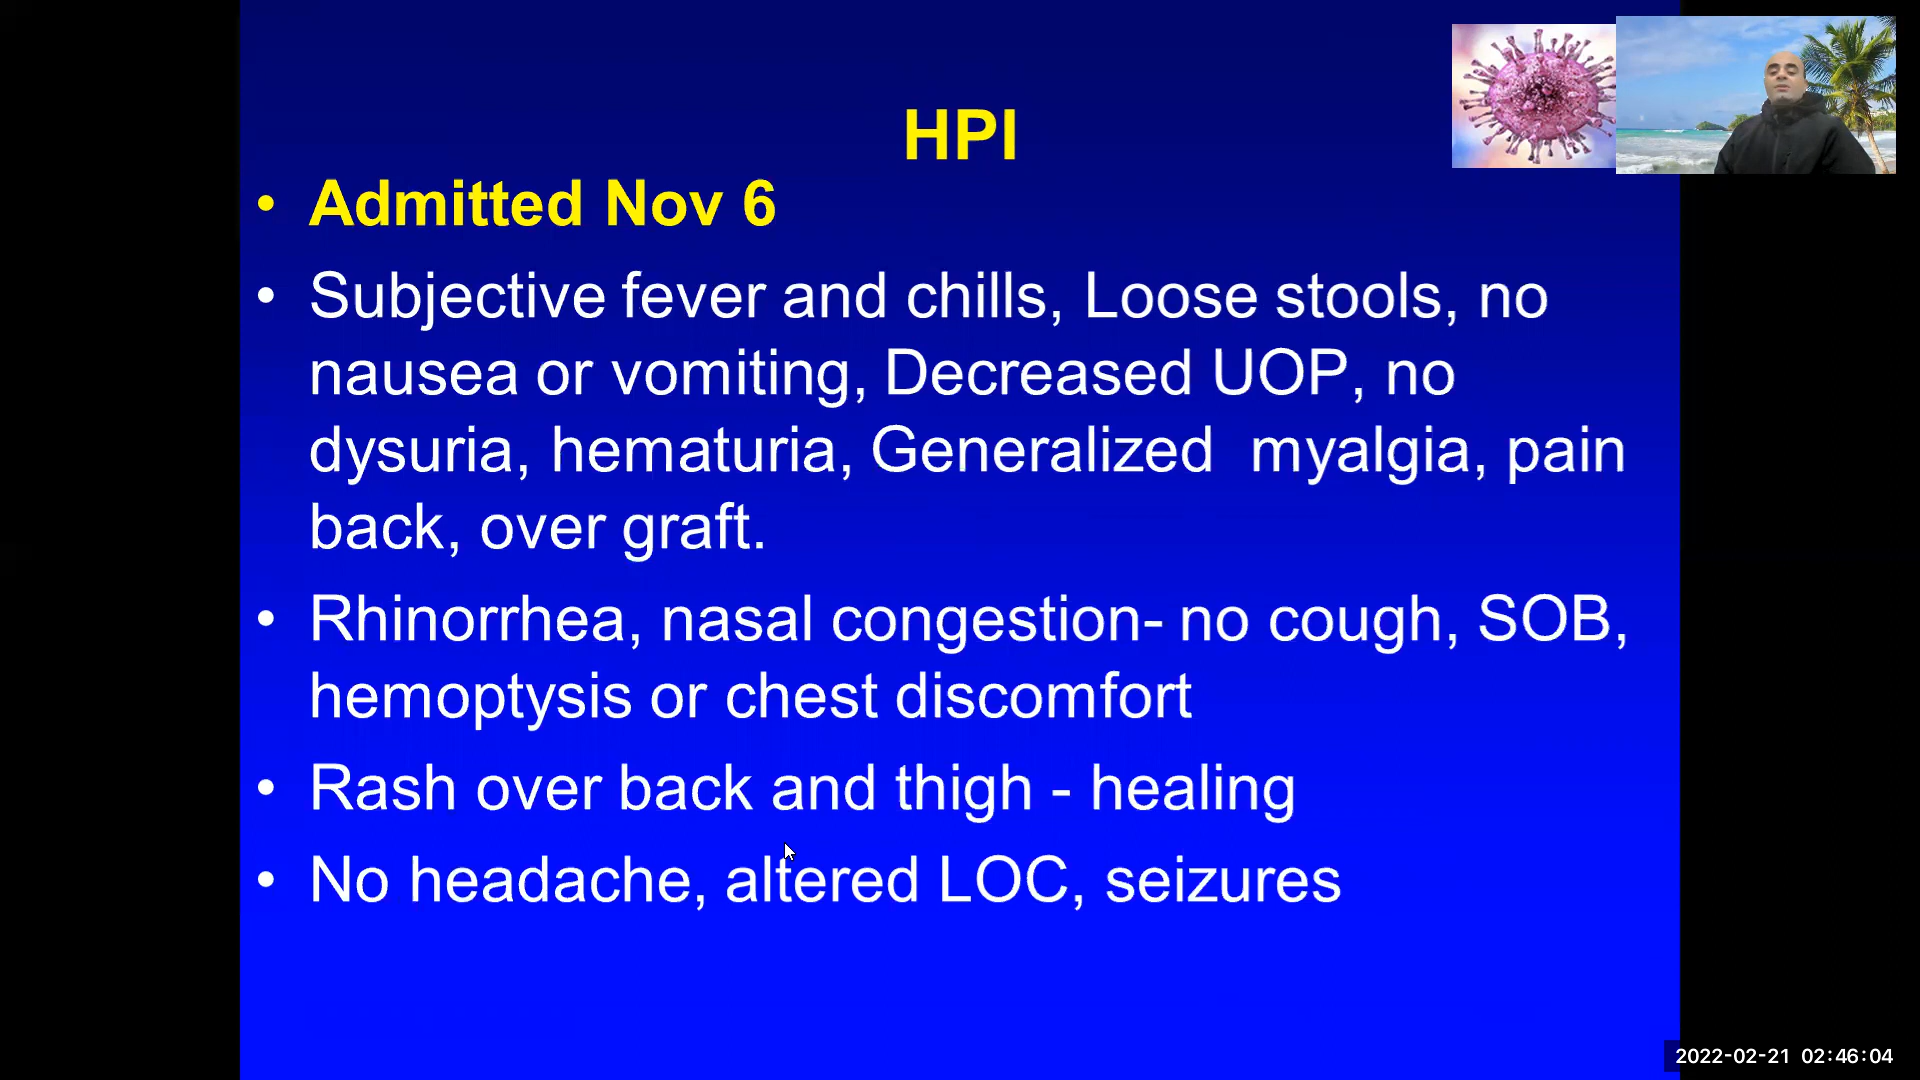 HPI
• Admitted Nov 6
• Subjective fever and chills, Loose stools, no
nausea or vomiting, Decreased UOP, no
dysuria, hematuria, Generalized  myalgia, pain
back, over graft.
• Rhinorrhea, nasal congestion- no cough, SOB,
hemoptysis or chest discomfort
• Rash over back and thigh - healing
• No headache, altered LOC, seizures
2022-02-21 02:46:04